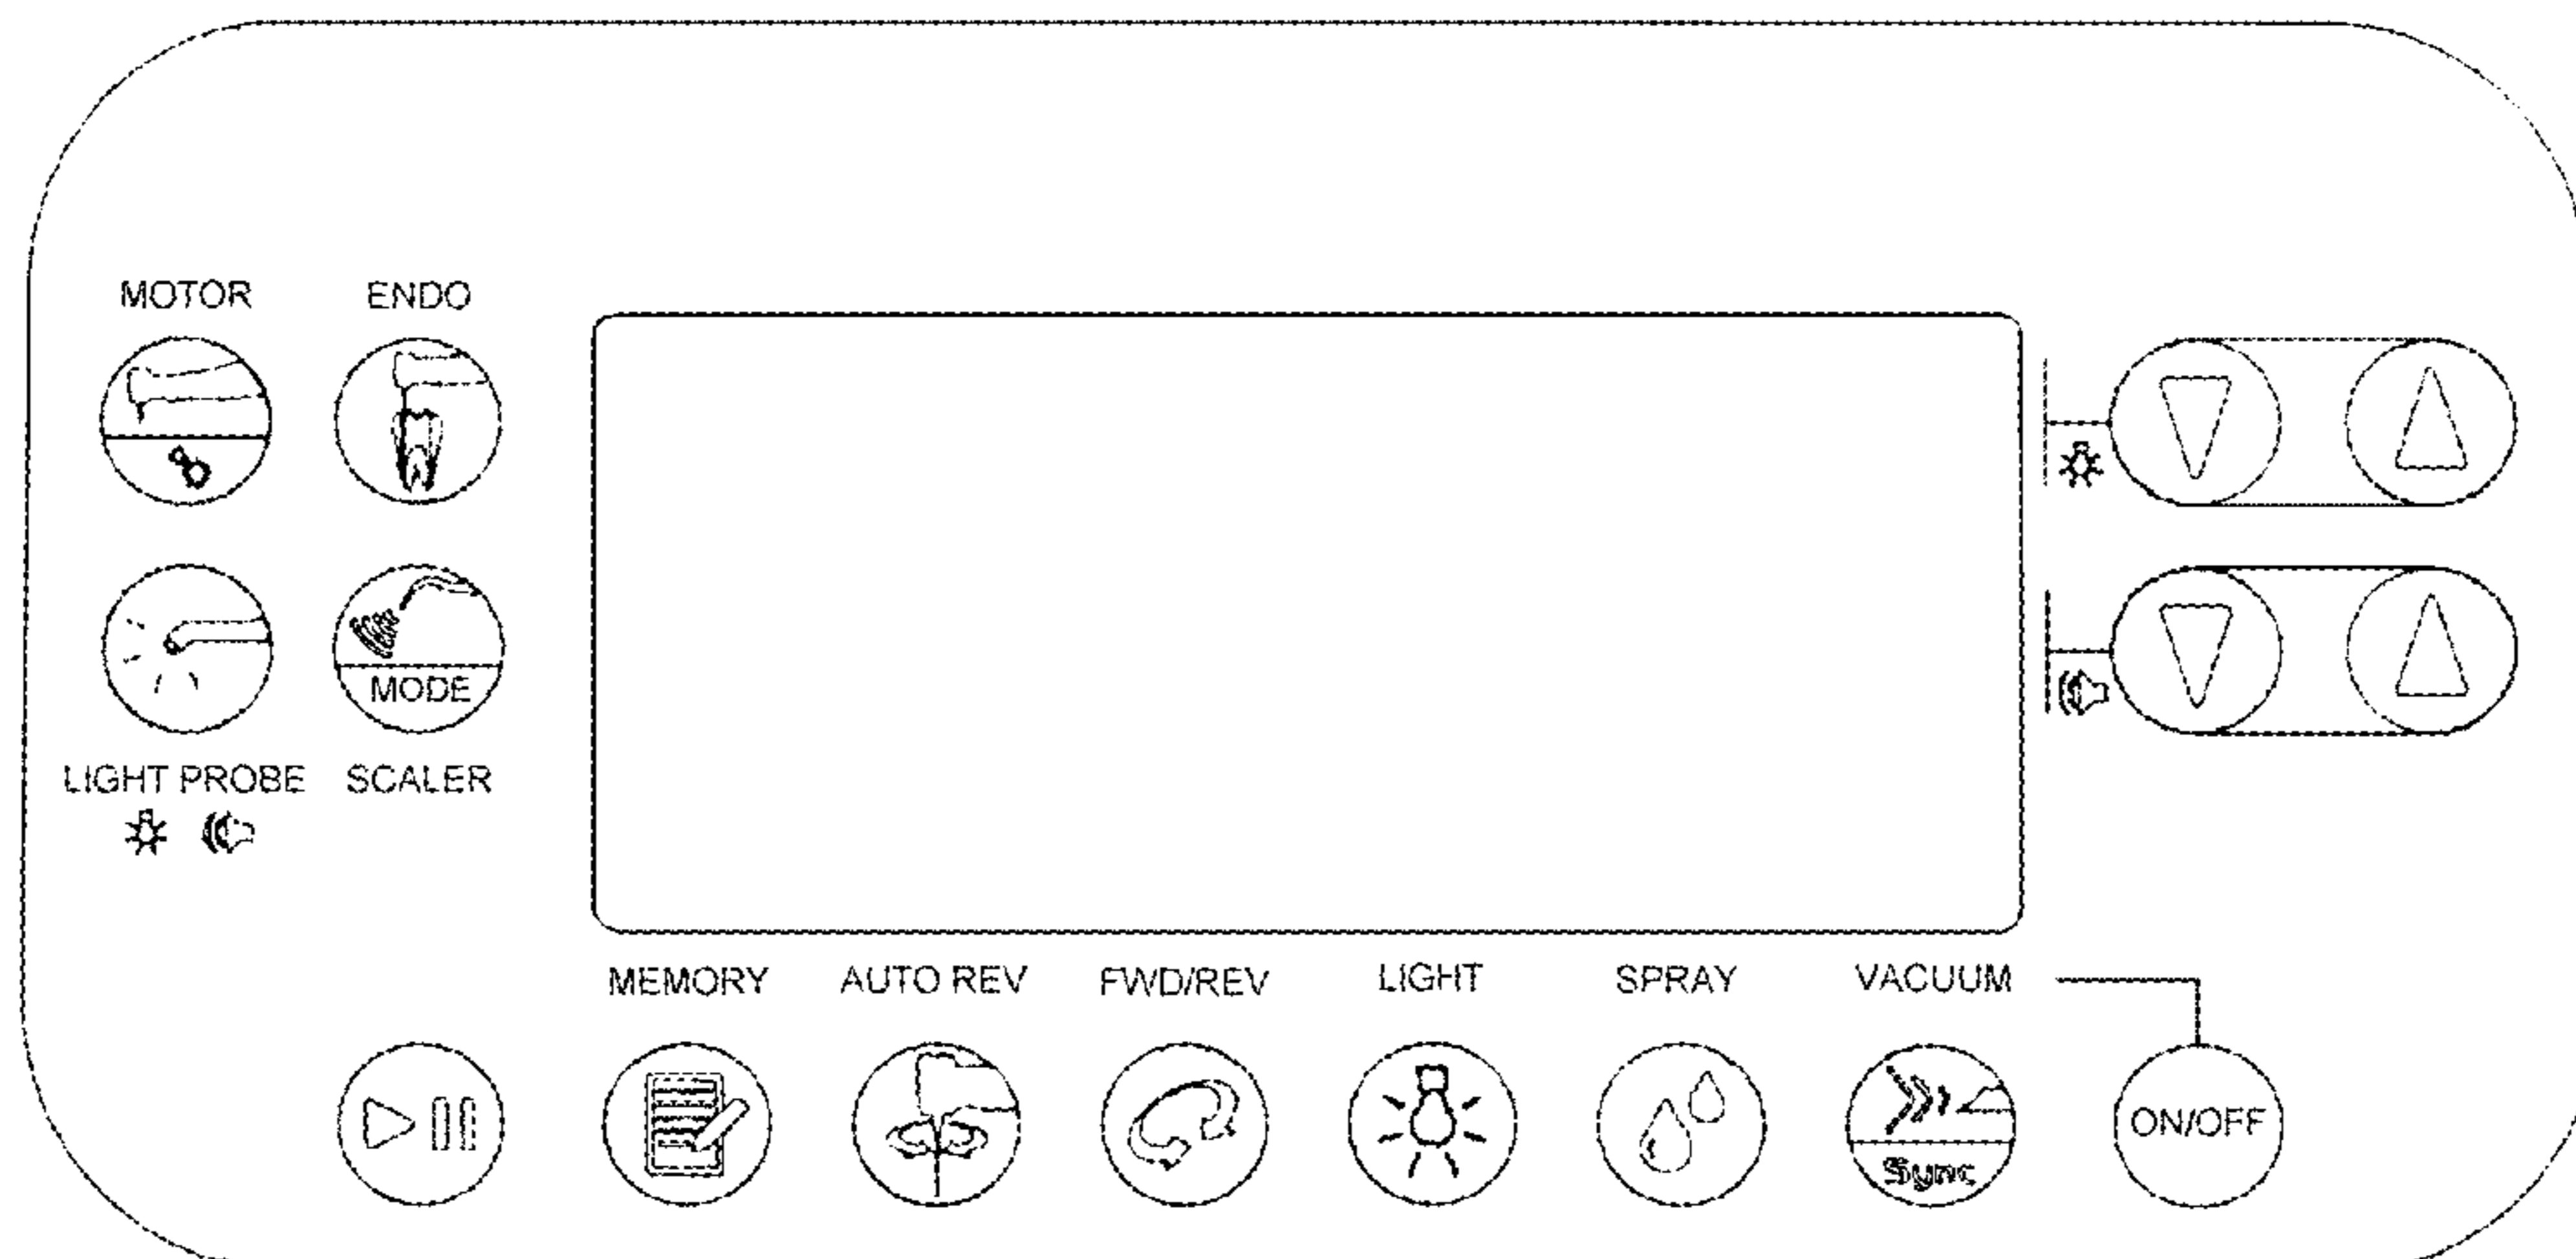 MOTOR ENDO
MODE
LIGHT PROBE SCALER
MEMORY AUTO REV FWD/REV LIGHT SPRAY VACUUM
ON/OFF
Sync